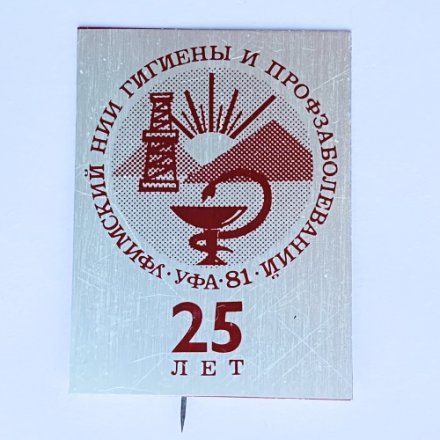 УФИМСКИЙ НИИ ГИГИЕНЫ И ПРОФЗАБОЛЕВАНИЙ
· УФА · 81 ·
25
ЛЕТ